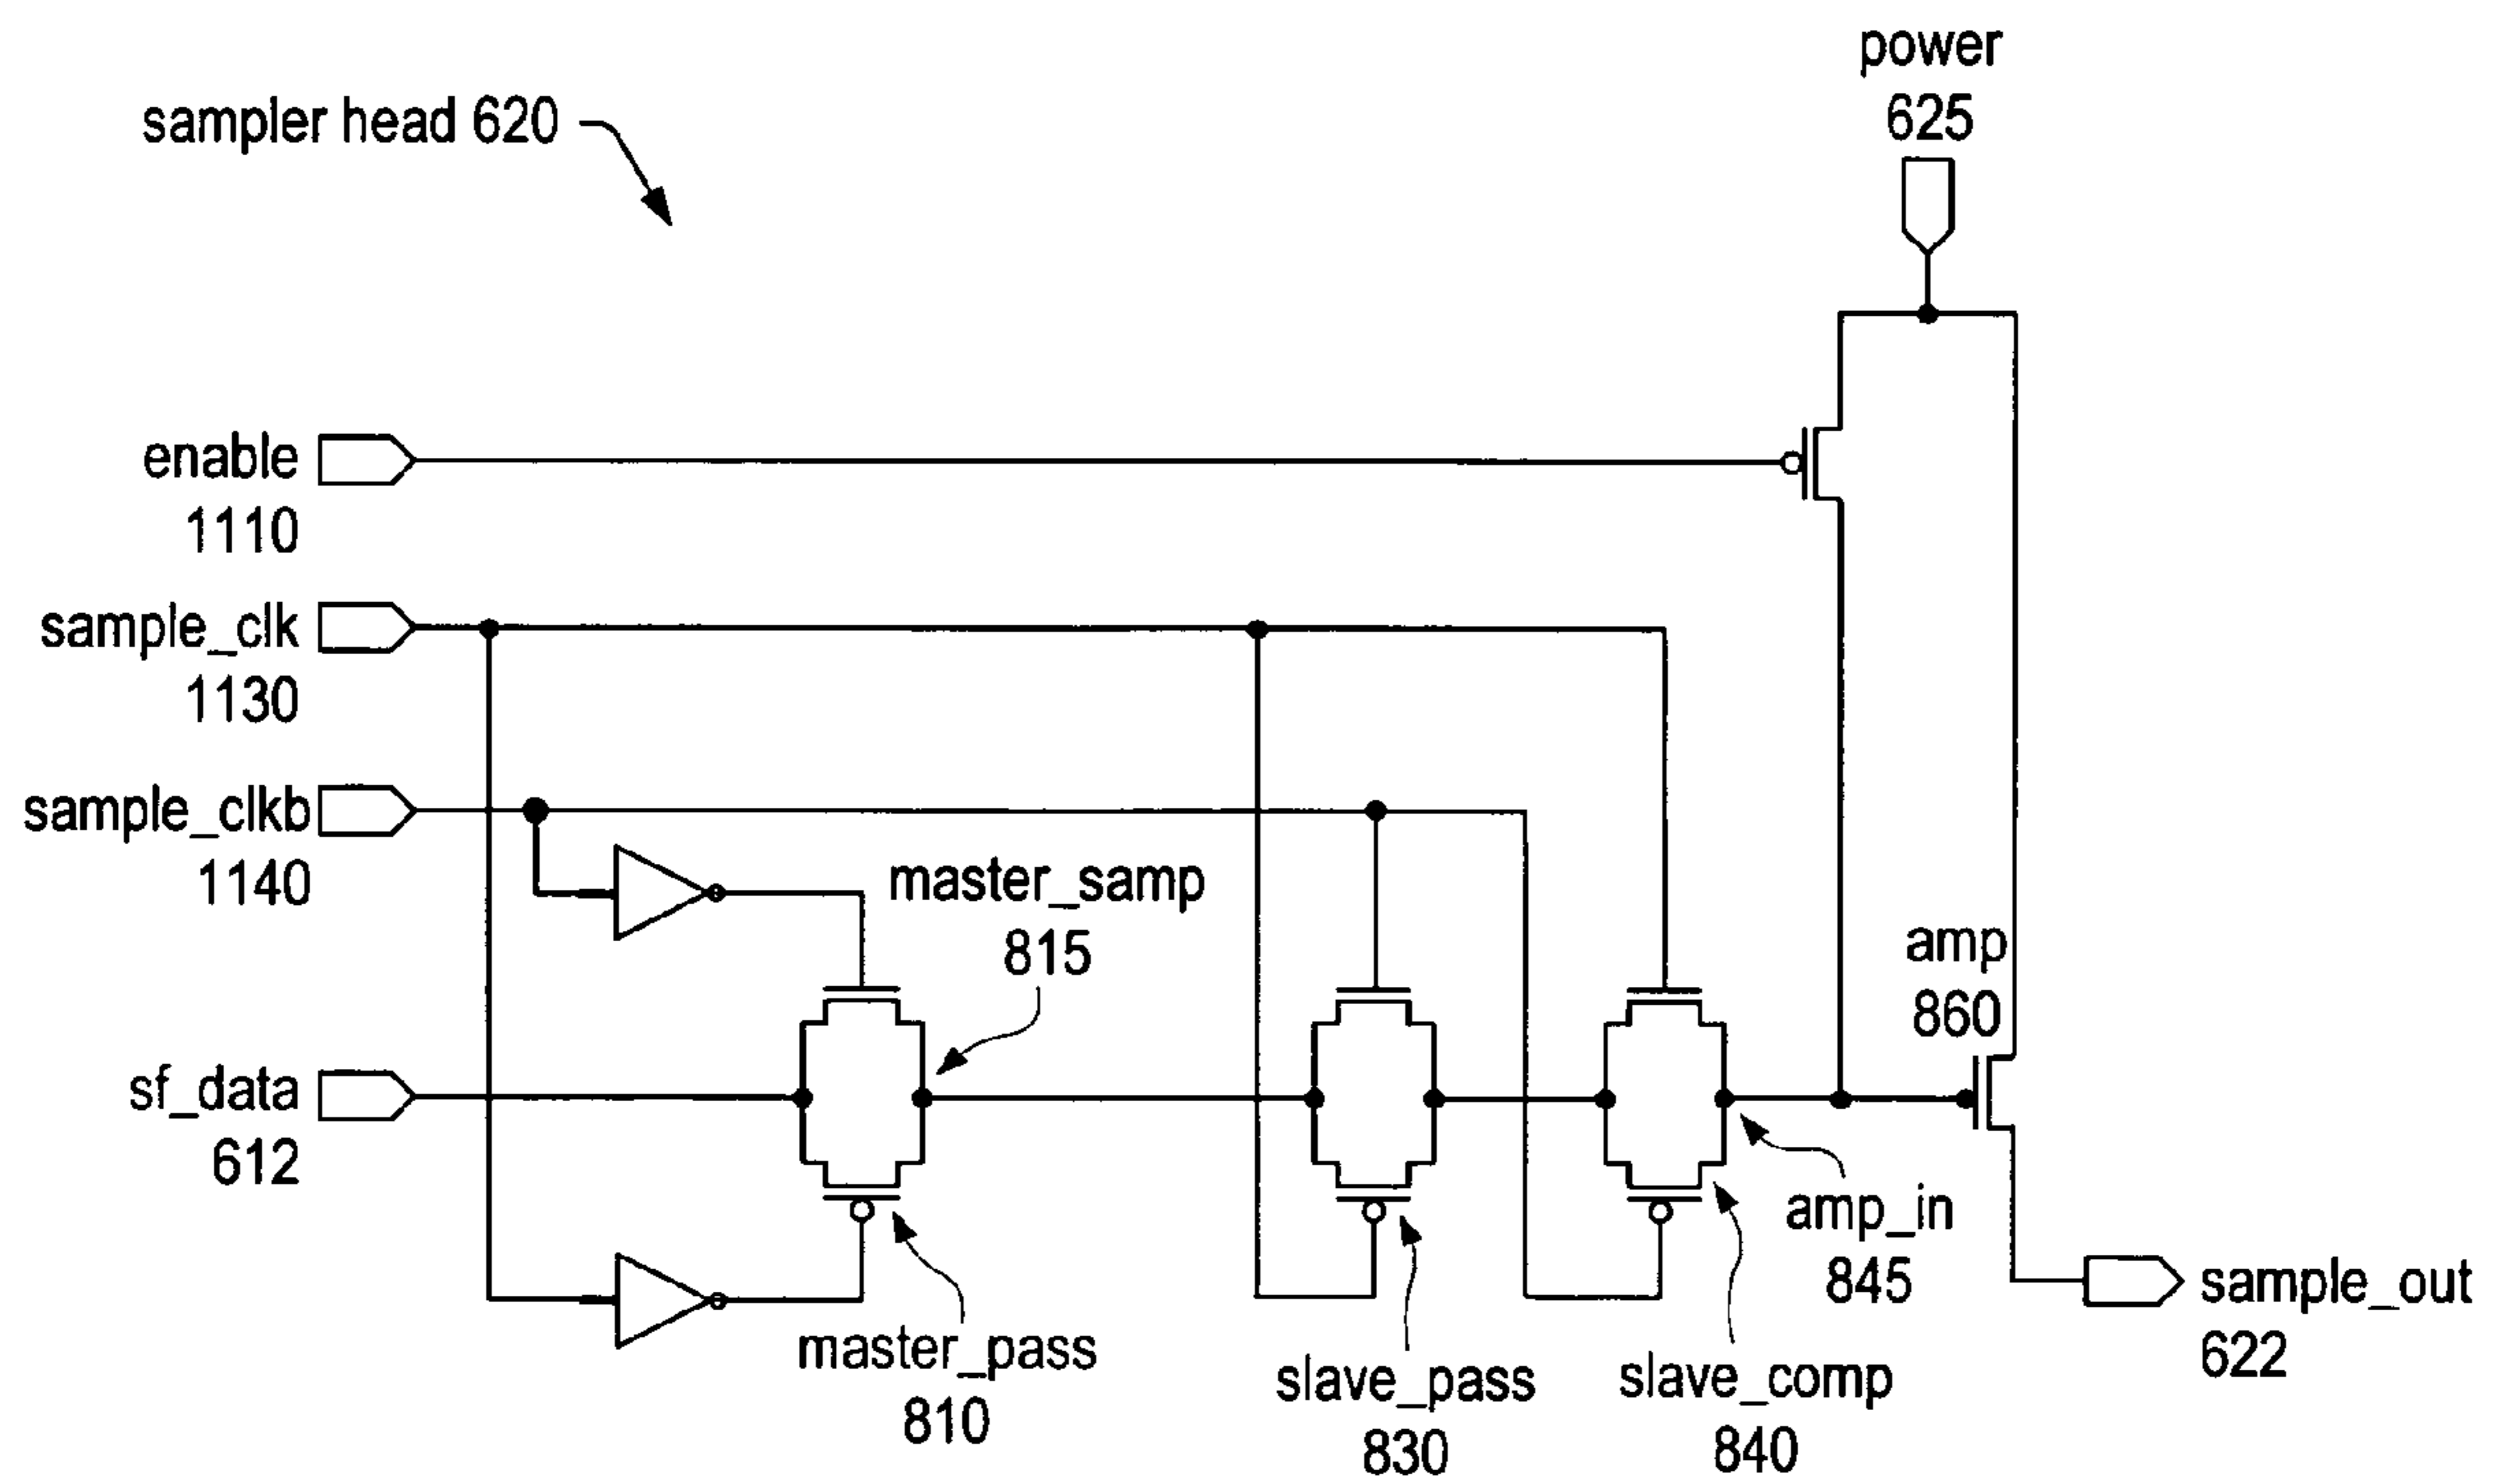 power
625
sampler head 620
enable
1110
sample_clk
1130
sample_clkb
1140
master_samp
815
amp
860
sf_data
612
amp_in
845
sample_out
622
master_pass
810
slave_pass
830
slave_comp
840